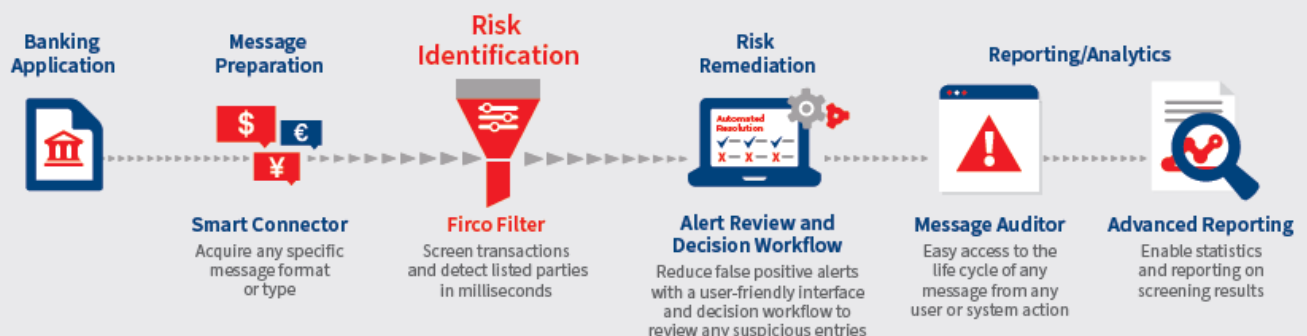 Banking
Application
Message
Preparation
Risk
Identification
Risk
Remediation
Reporting/Analytics
$
€
¥
Automated
Resolution
Smart Connector
Acquire any specific
message format
or type
Firco Filter
Screen transactions
and detect listed parties
in milliseconds
Alert Review and
Decision Workflow
Reduce false positive alerts
with a user-friendly interface
and decision workflow to
review any suspicious entries
Message Auditor
Easy access to the
life cycle of any
message from any
user or system action
Advanced Reporting
Enable statistics
and reporting on
screening results